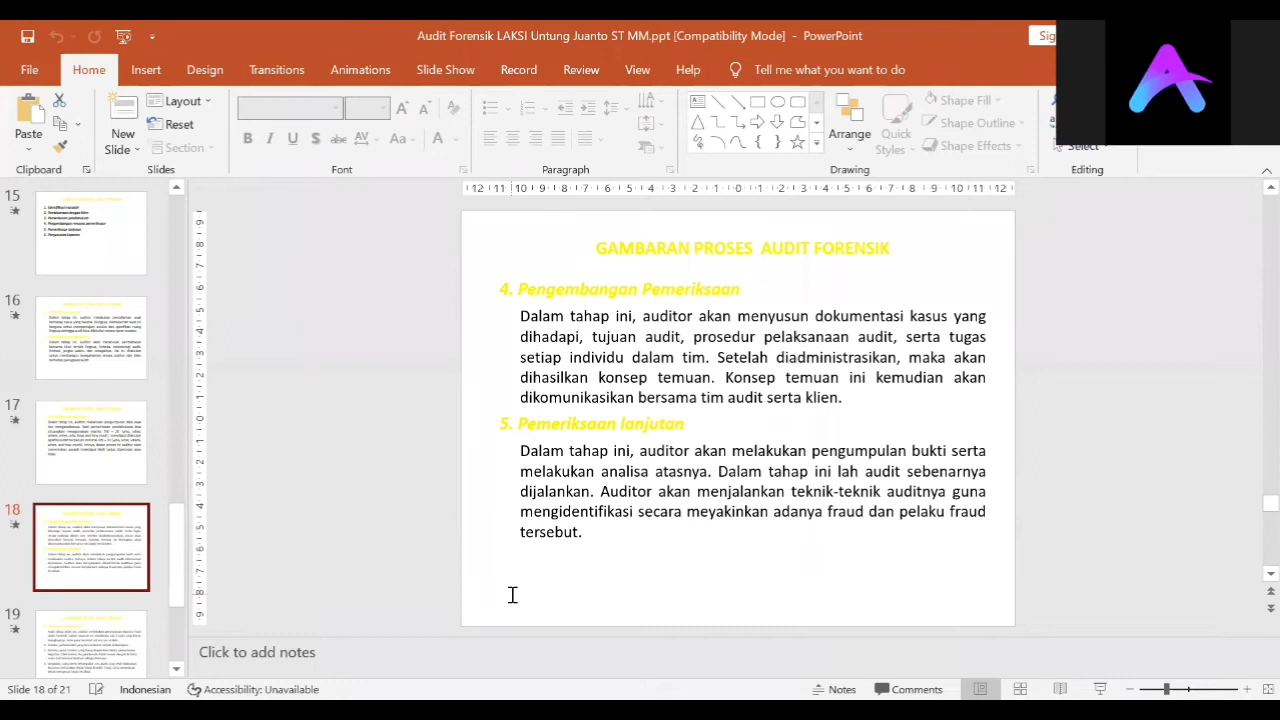 Audit Forensik LAKSI Untung Juanto ST MM.ppt [Compatibility Mode] - PowerPoint
Sig
File Home Insert Design Transitions Animations Slide Show Record Review View Help Tell me what you want to do
Paste
New
Slide
Layout
Reset
Section
Arrange
Quick
Styles
Shape Fill
Shape Outline
Shape Effects
Select
Clipboard Slides Font Paragraph Drawing Editing
15
16
17
18
19
GAMBARAN PROSES AUDIT FORENSIK
4. Pengembangan Pemeriksaan
Dalam tahap ini, auditor akan menyusun dokumentasi kasus yang
dihadapi, tujuan audit, prosedur pelaksanaan audit, serta tugas
setiap individu dalam tim. Setelah diadministrasikan, maka akan
dihasilkan konsep temuan. Konsep temuan ini kemudian akan
dikomunikasikan bersama tim audit serta klien.
5. Pemeriksaan lanjutan
Dalam tahap ini, auditor akan melakukan pengumpulan bukti serta
melakukan analisa atasnya. Dalam tahap ini lah audit sebenarnya
dijalankan. Auditor akan menjalankan teknik-teknik auditnya guna
mengidentifikasi secara meyakinkan adanya fraud dan pelaku fraud
tersebut.
Click to add notes
Slide 18 of 21 Indonesian Accessibility: Unavailable Notes Comments